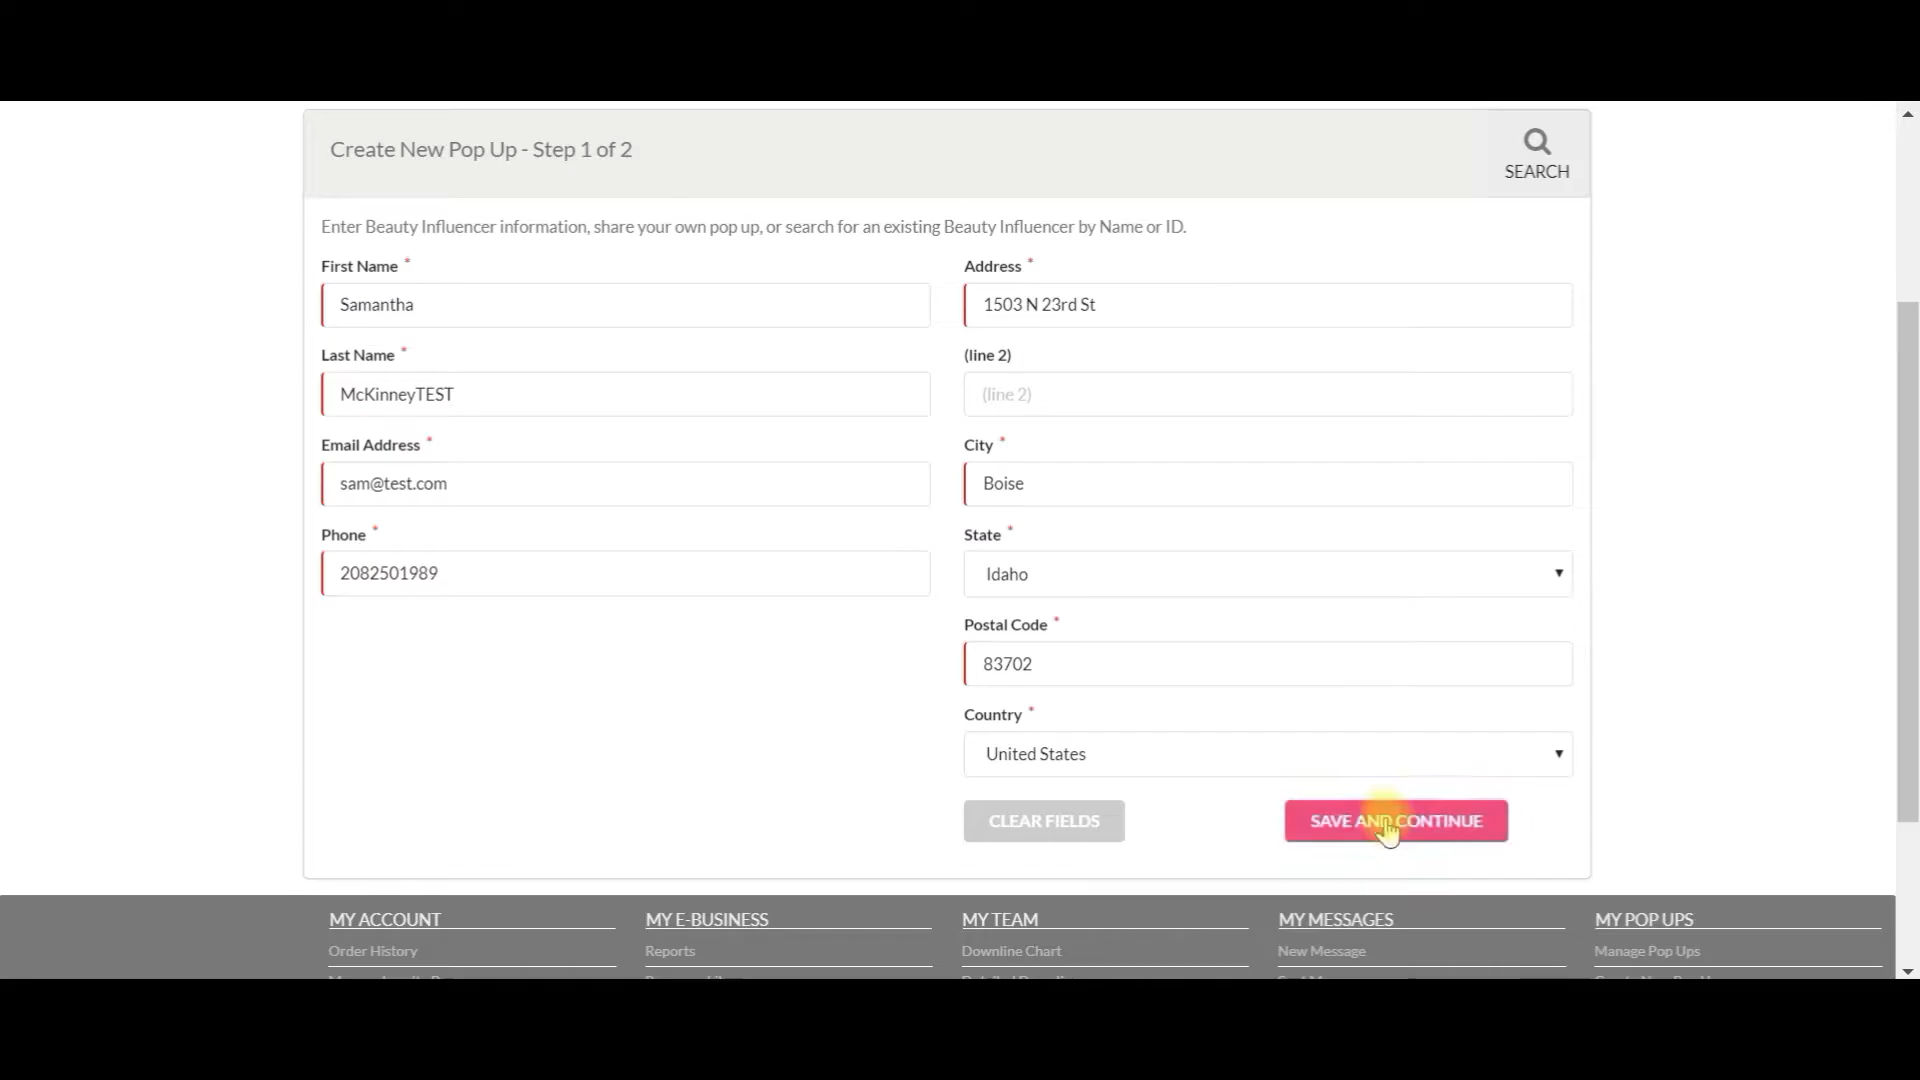 Create New Pop Up - Step 1 of 2
SEARCH
Enter Beauty Influencer information, share your own pop up, or search for an existing Beauty Influencer by Name or ID.
First Name *
Samantha
Last Name *
McKinneyTEST
Email Address *
sam@test.com
Phone *
2082501989
Address *
1503 N 23rd St
(line 2)
(line 2)
City *
Boise
State *
Idaho
Postal Code *
83702
Country *
United States
CLEAR FIELDS
SAVE AND CONTINUE
MY ACCOUNT
Order History
MY E-BUSINESS
Reports
MY TEAM
Downline Chart
MY MESSAGES
New Message
MY POP UPS
Manage Pop Ups